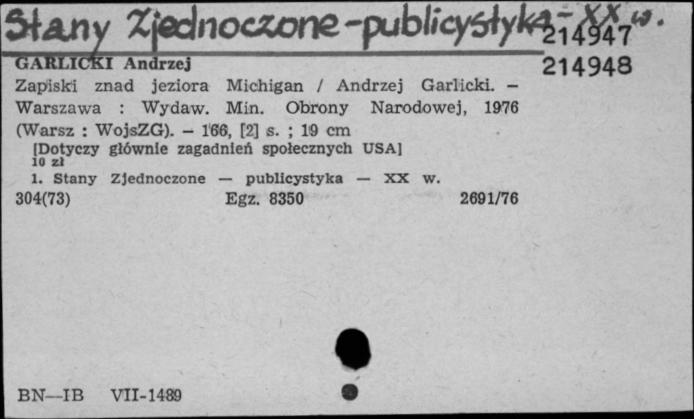 Stany Zjednoczone - publicystyka - XX w.
214947
GARLICKI Andrzej
214948
Zapiski znad jeziora Michigan / Andrzej Garlicki. —
Warszawa : Wydaw. Min. Obrony Narodowej, 1976
(Warsz : WojsZG). — 166, [2] s. ; 19 cm
[Dotyczy głównie zagadnień społecznych USA]
10 zł
1. Stany Zjednoczone — publicystyka — XX w.
304(73) Egz. 8350 2691/76
BN—IB VII-1489